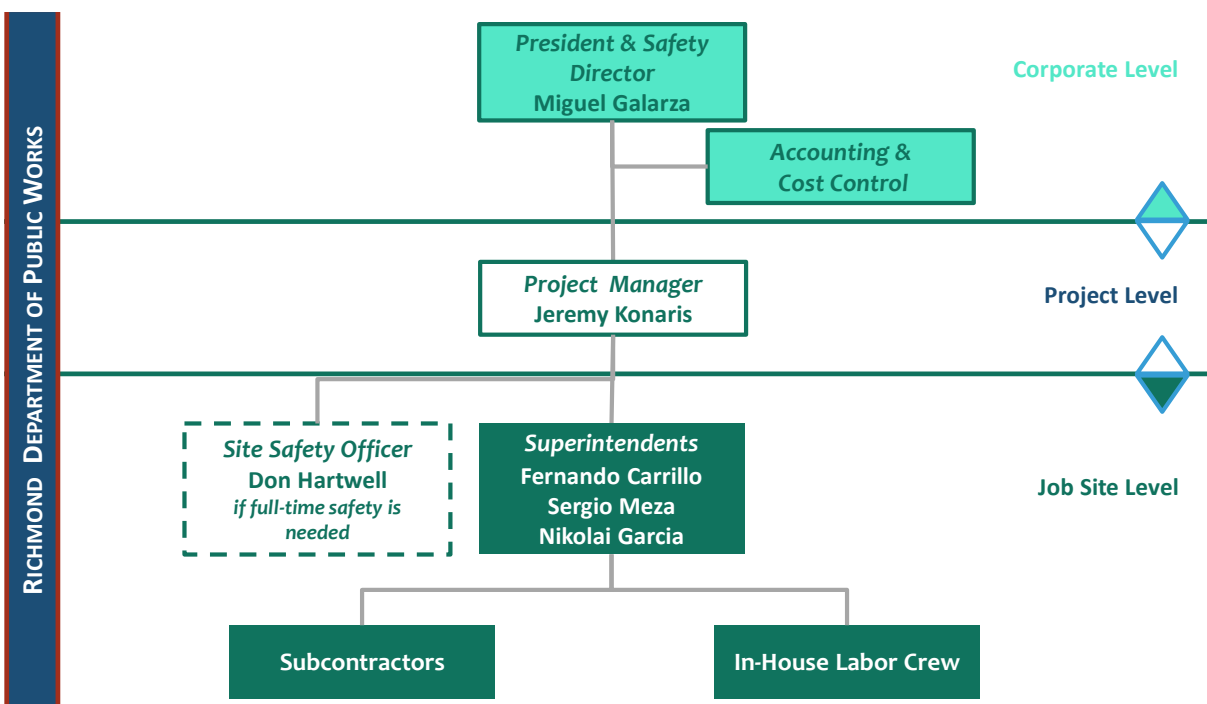 RICHMOND DEPARTMENT OF PUBLIC WORKS
President & Safety
Director
Miguel Galarza
Corporate Level
Accounting &
Cost Control
Project Manager
Jeremy Konaris
Project Level
Site Safety Officer
Don Hartwell
if full-time safety is
needed
Superintendents
Fernando Carrillo
Sergio Meza
Nikolai Garcia
Job Site Level
Subcontractors
In-House Labor Crew